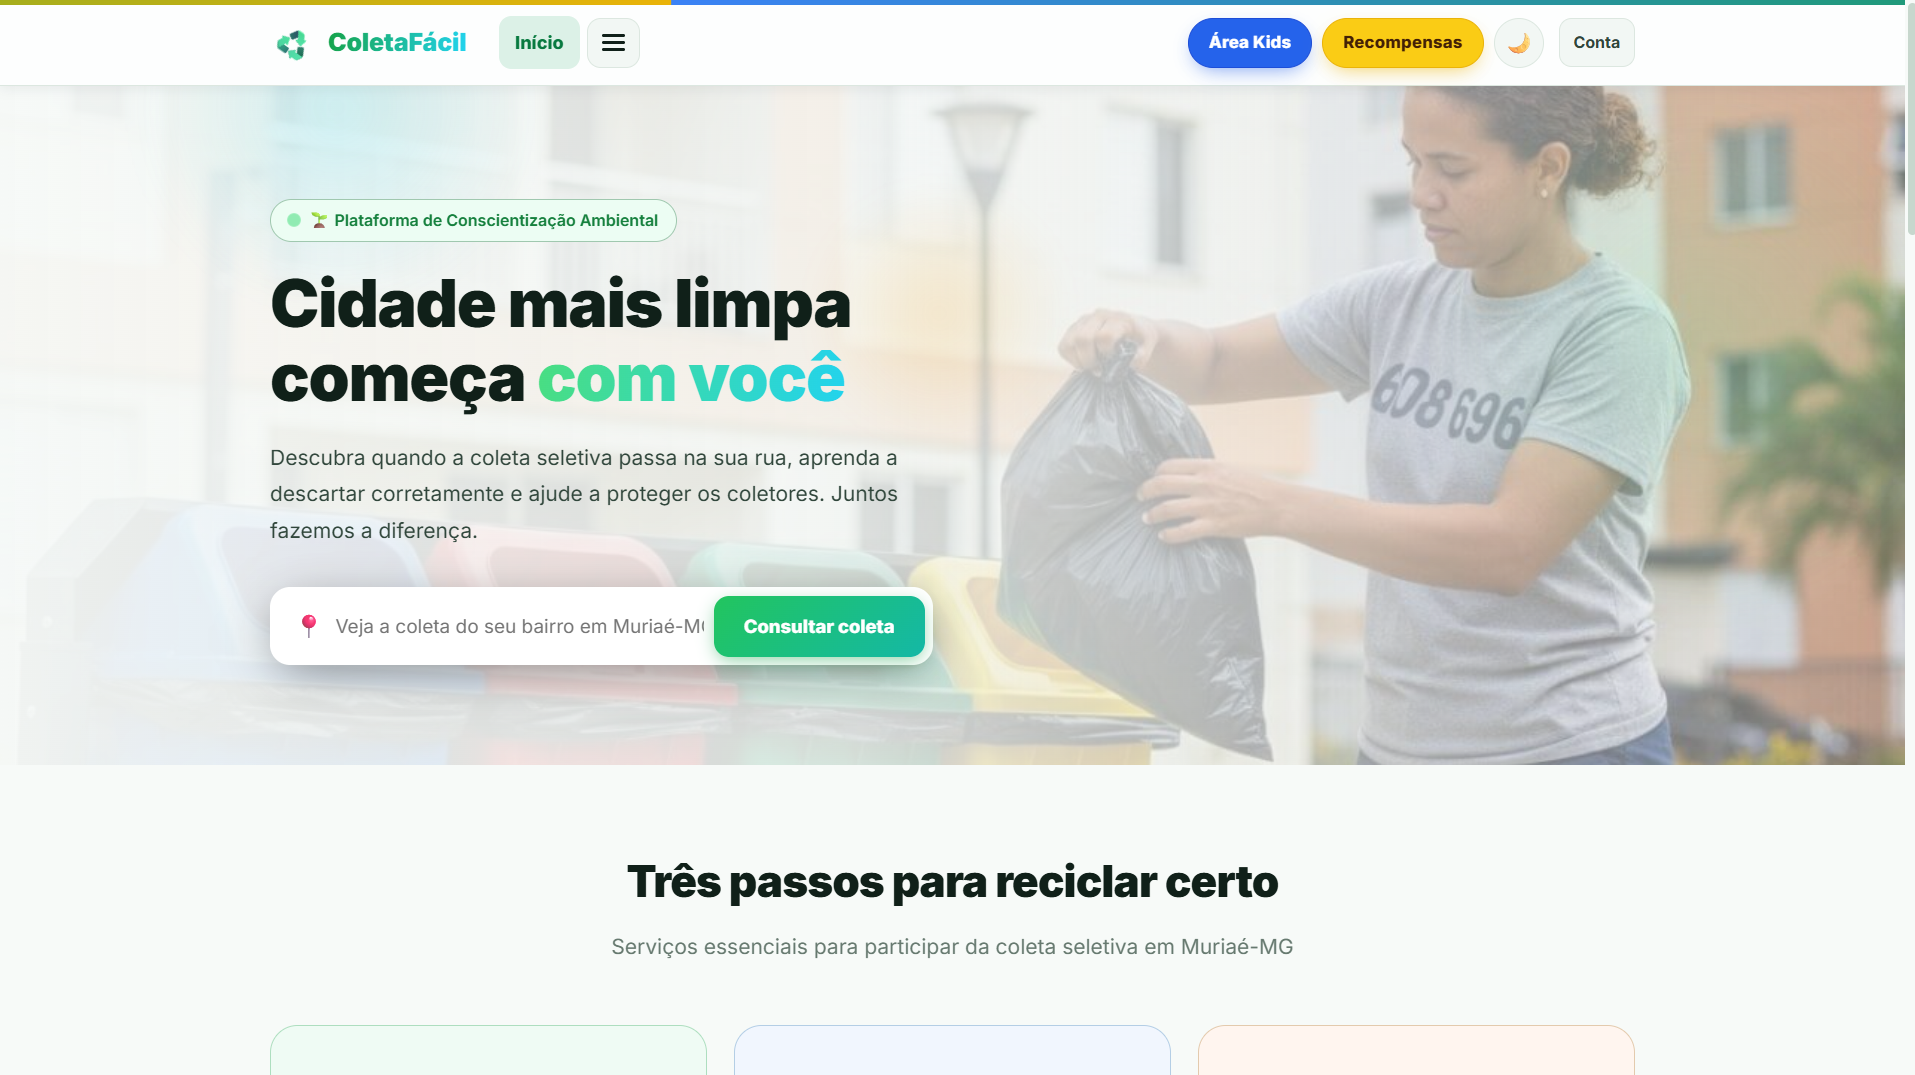 ColetaFácil
Início
Área Kids
Recompensas
Conta
Plataforma de Conscientização Ambiental
Cidade mais limpa
começa com você
Descubra quando a coleta seletiva passa na sua rua, aprenda a
descartar corretamente e ajude a proteger os coletores. Juntos
fazemos a diferença.
608 696
Veja a coleta do seu bairro em Muriaé-M
Consultar coleta
Três passos para reciclar certo
Serviços essenciais para participar da coleta seletiva em Muriaé-MG